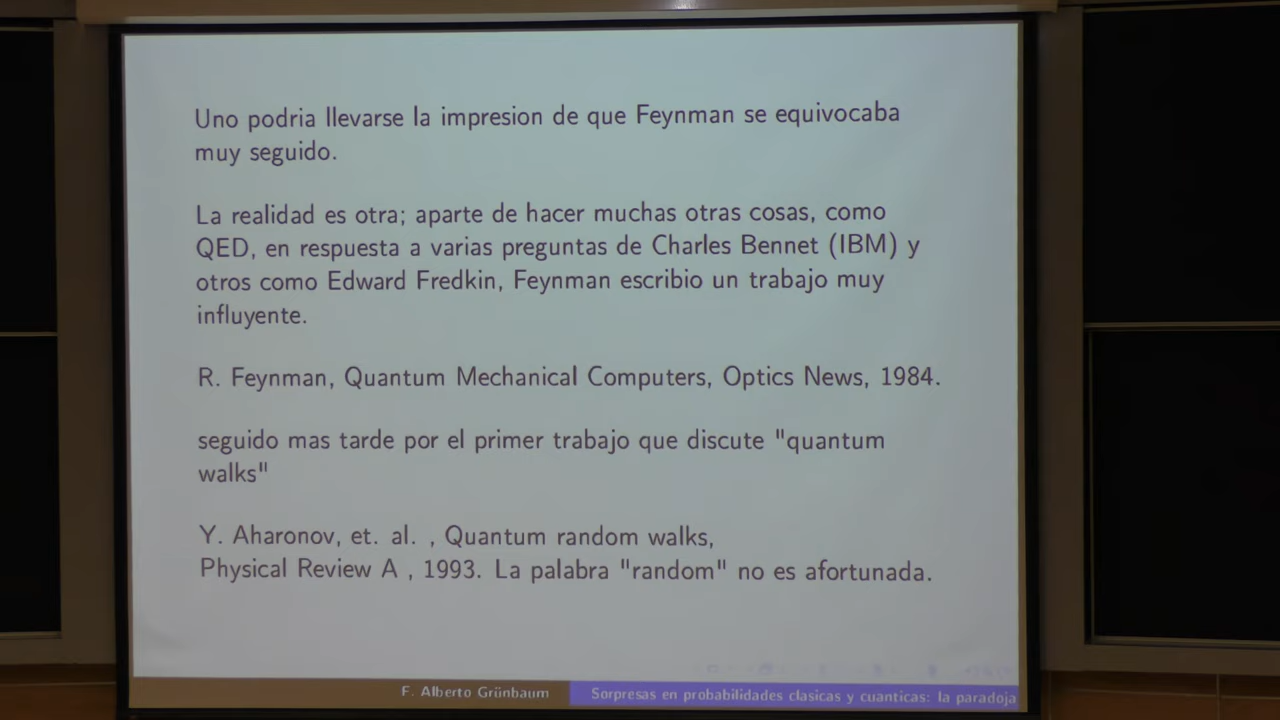 Uno podria llevarse la impresion de que Feynman se equivocaba
muy seguido.
La realidad es otra; aparte de hacer muchas otras cosas, como
QED, en respuesta a varias preguntas de Charles Bennet (IBM) y
otros como Edward Fredkin, Feynman escribio un trabajo muy
influyente.
R. Feynman, Quantum Mechanical Computers, Optics News, 1984.
seguido mas tarde por el primer trabajo que discute "quantum
walks"
Y. Aharonov, et. al. , Quantum random walks,
Physical Review A , 1993. La palabra "random" no es afortunada.
F. Alberto Grünbaum Sorpresas en probabilidades clasicas y cuanticas: la paradoja